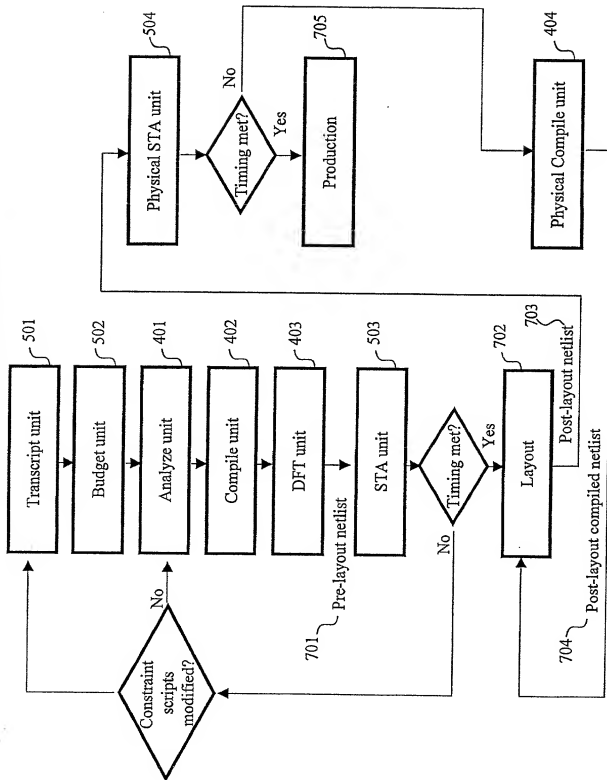 Transcript unit
501
Budget unit
502
Analyze unit
401
Compile unit
402
DFT unit
403
701
Pre-layout netlist
STA unit
503
Timing met?
No
Yes
Constraint
scripts
modified?
No
Layout
702
Post-layout netlist
703
704
Post-layout compiled netlist
Physical STA unit
504
Timing met?
No
Yes
Production
705
Physical Compile unit
404